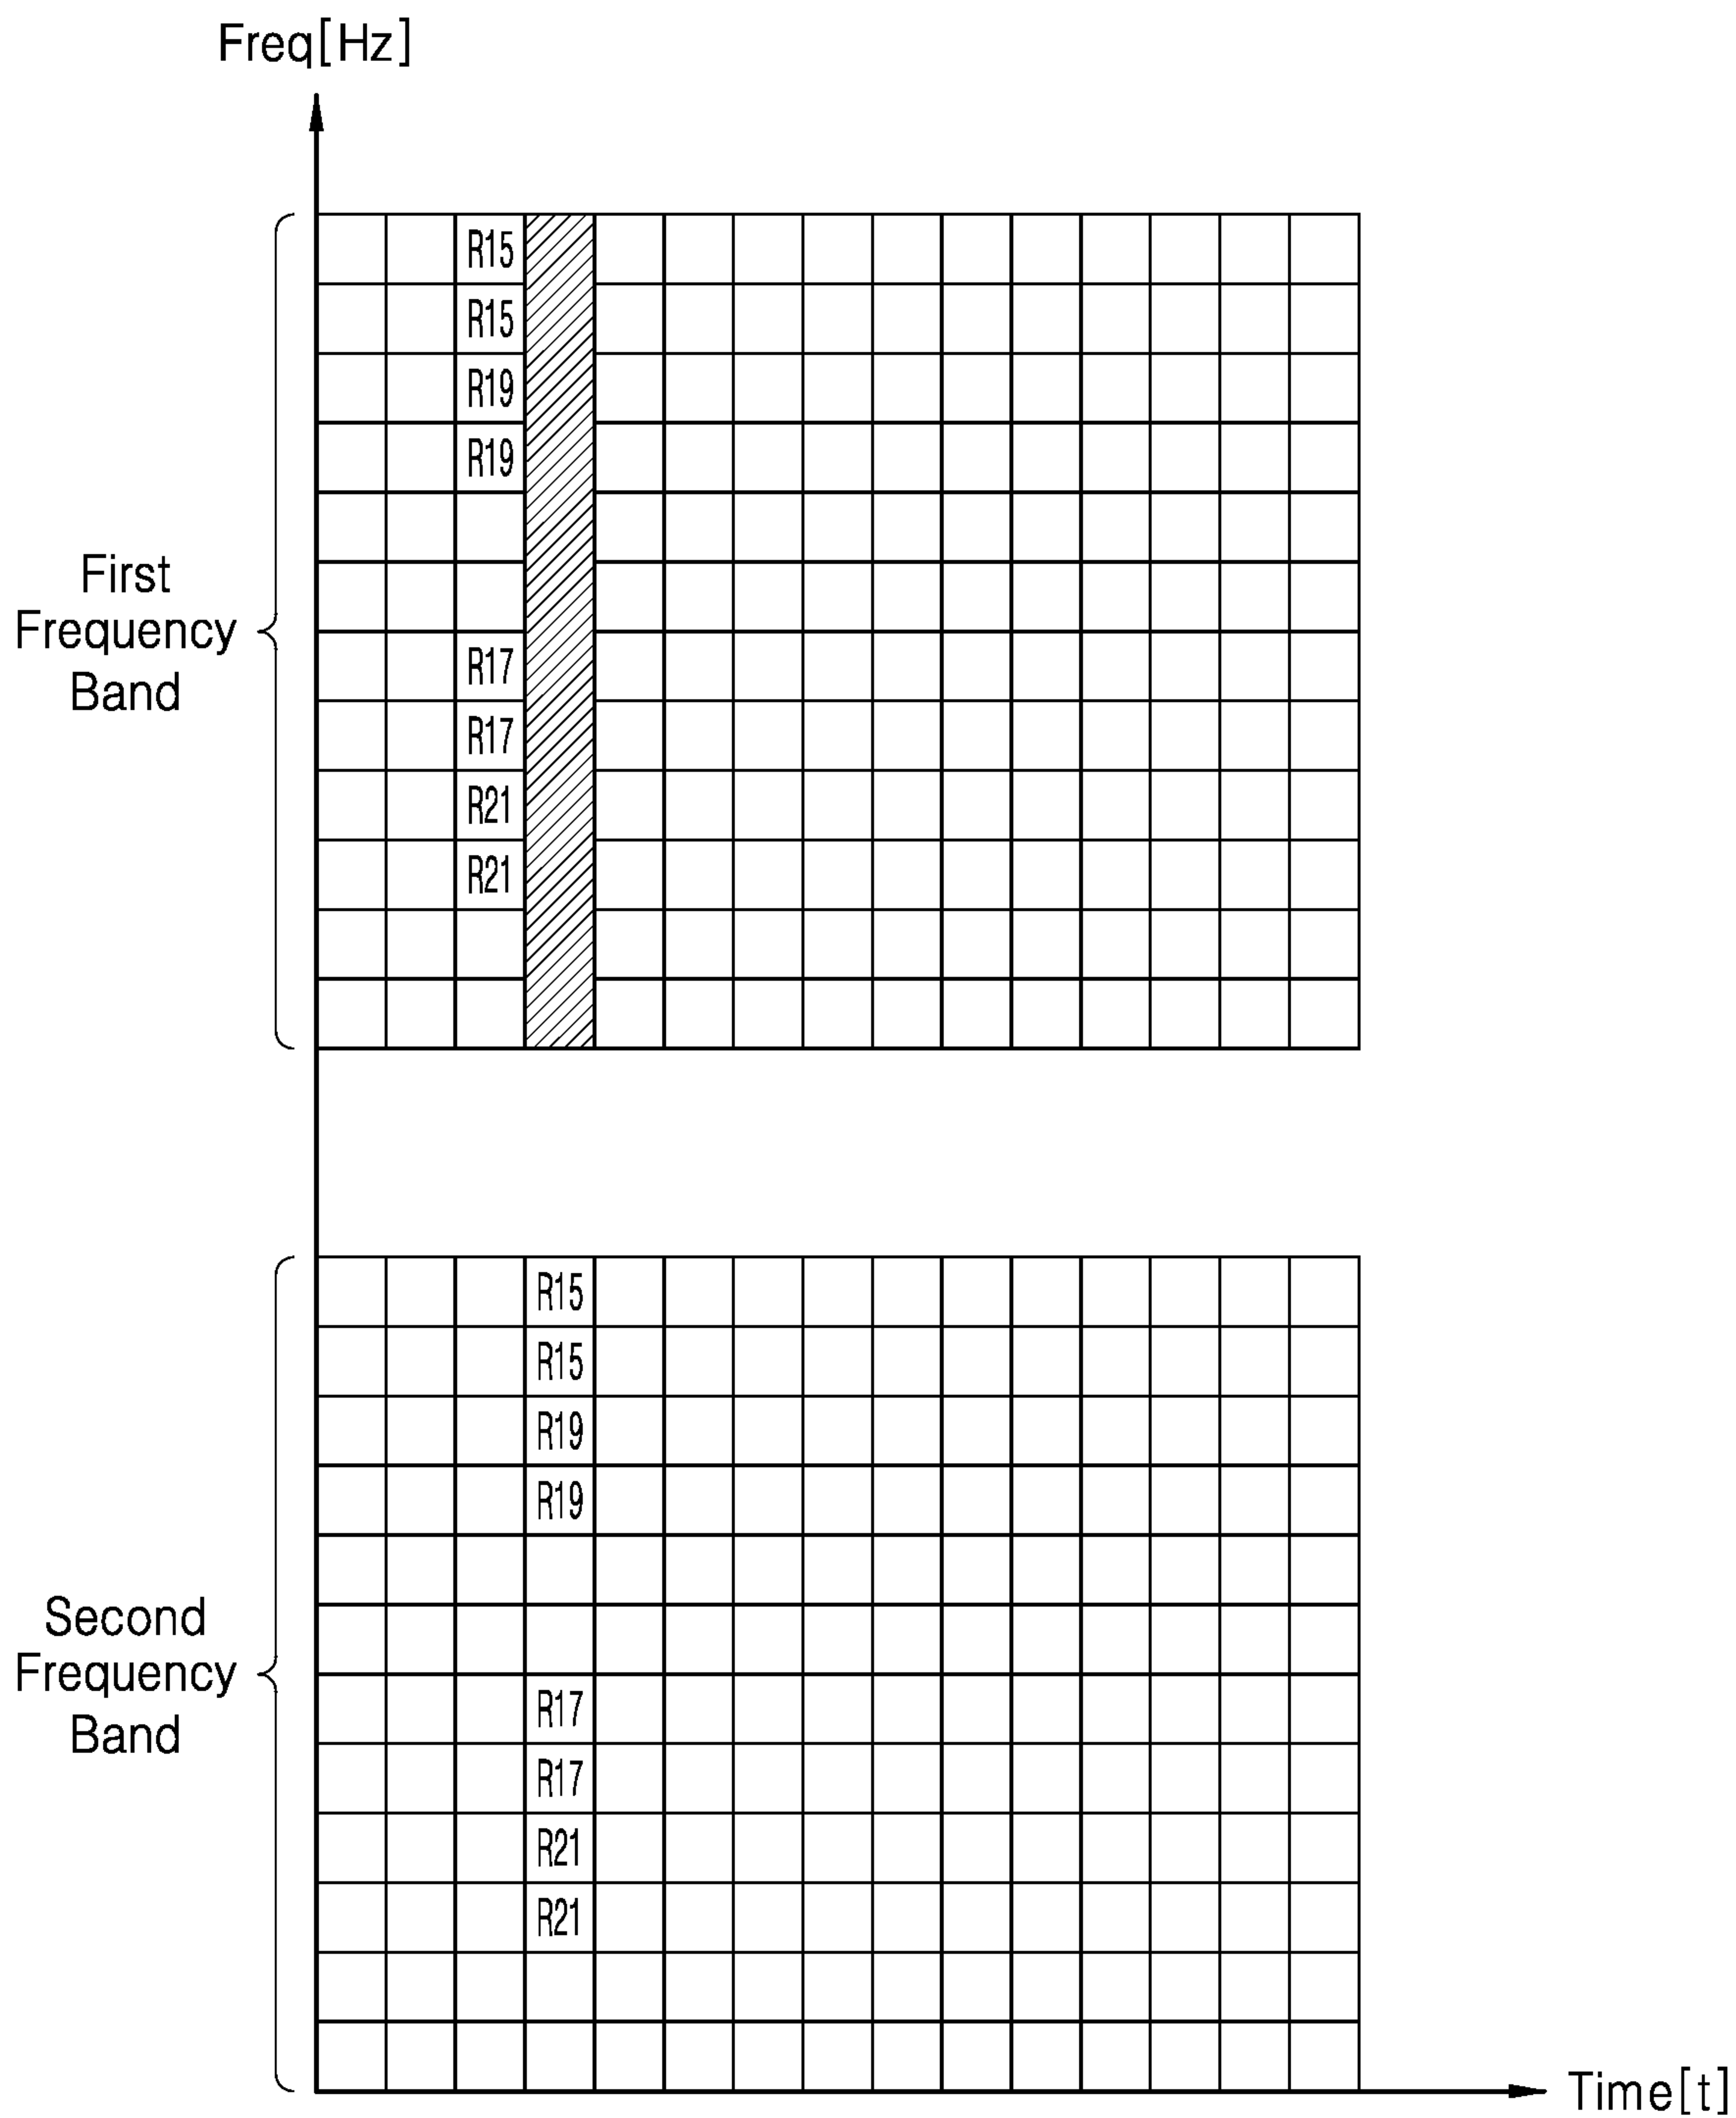 Freq[Hz]
First
Frequency
Band
R15
R15
R19
R19
R17
R17
R21
R21
Second
Frequency
Band
R15
R15
R19
R19
R17
R17
R21
R21
Time[t]